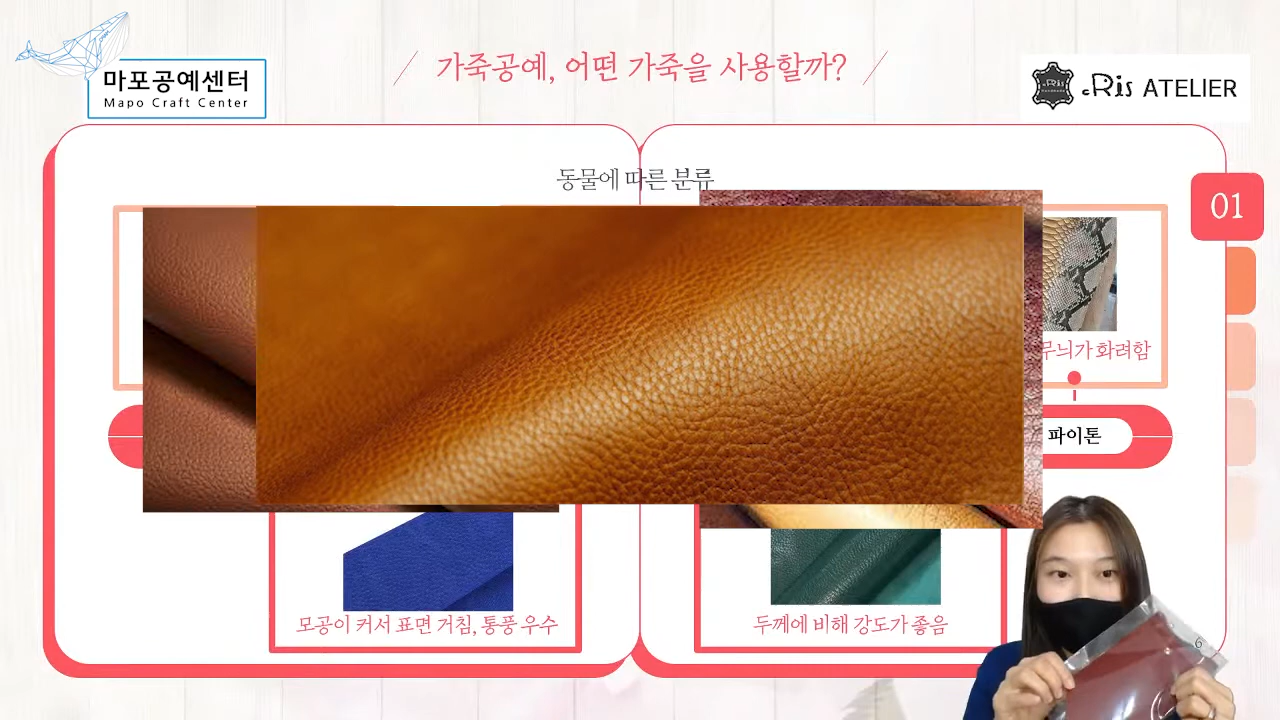 마포공예센터
Mapo Craft Center
가죽공예, 어떤 가죽을 사용할까?
Ris ATELIER
동물에 따른 분류
01
무늬가 화려함
파이톤
모공이 커서 표면 거침, 통풍 우수
두께에 비해 강도가 좋음
6